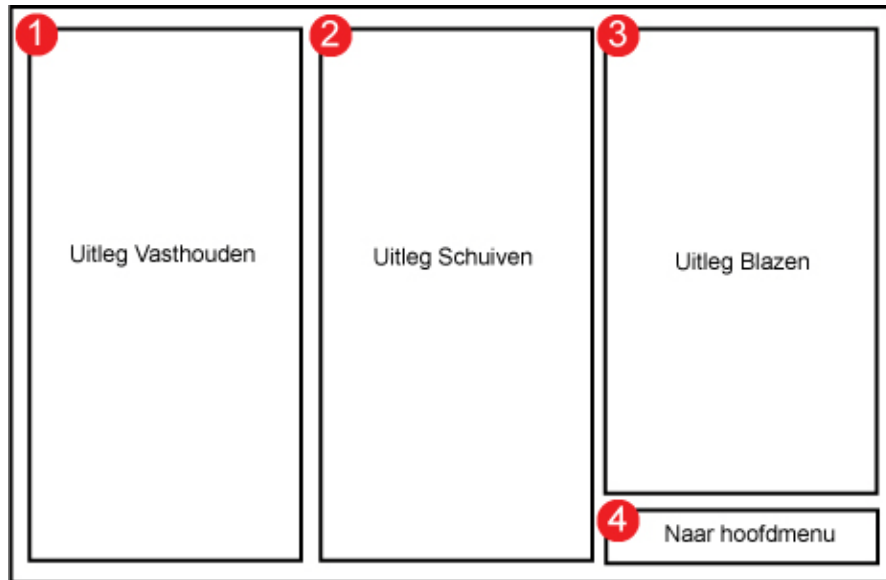 1
Uitleg Vasthouden
2
Uitleg Schuiven
3
Uitleg Blazen
4
Naar hoofdmenu